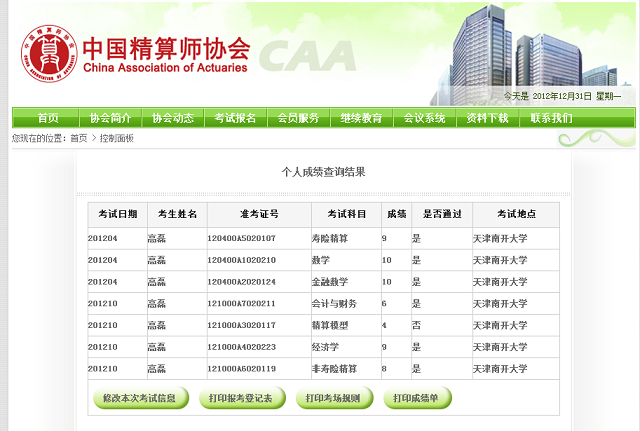 中国精算师协会
China Association of Actuaries
CAA
今天是 2012年12月31日 星期一
首页 协会简介 协会动态 考试报名 会员服务 继续教育 会议系统 资料下载 联系我们
您现在的位置: 首页 > 控制面板
个人成绩查询结果
考试日期 考生姓名 准考证号 考试科目 成绩 是否通过 考试地点
201204 高磊 120400A5020107 寿险精算 9 是 天津南开大学
201204 高磊 120400A1020210 数学 10 是 天津南开大学
201204 高磊 120400A2020124 金融数学 10 是 天津南开大学
201210 高磊 121000A7020211 会计与财务 6 是 天津南开大学
201210 高磊 121000A3020117 精算模型 4 否 天津南开大学
201210 高磊 121000A4020223 经济学 9 是 天津南开大学
201210 高磊 121000A6020119 非寿险精算 8 是 天津南开大学
修改本次考试信息 打印报考登记表 打印考场规则 打印成绩单